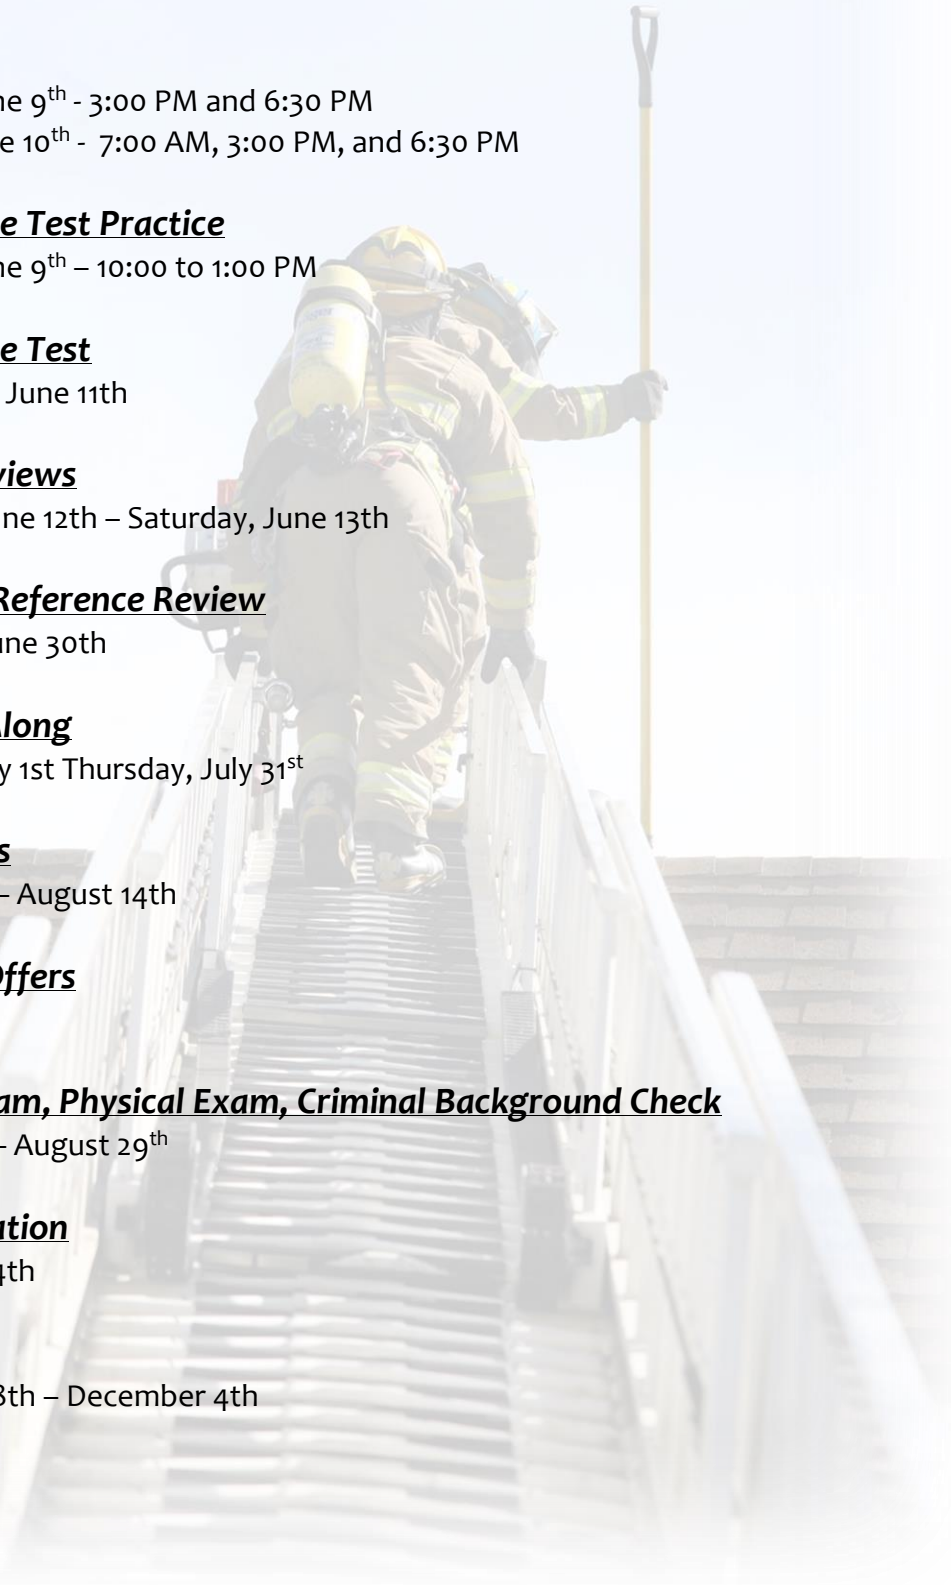 ne 9th - 3:00 PM and 6:30 PM
e 10th - 7:00 AM, 3:00 PM, and 6:30 PM
e Test Practice
ne 9th – 10:00 to 1:00 PM
e Test
June 11th
views
ne 12th – Saturday, June 13th
Reference Review
une 30th
Along
y 1st Thursday, July 31st
s
– August 14th
Offers
am, Physical Exam, Criminal Background Check
– August 29th
ation
4th
8th – December 4th